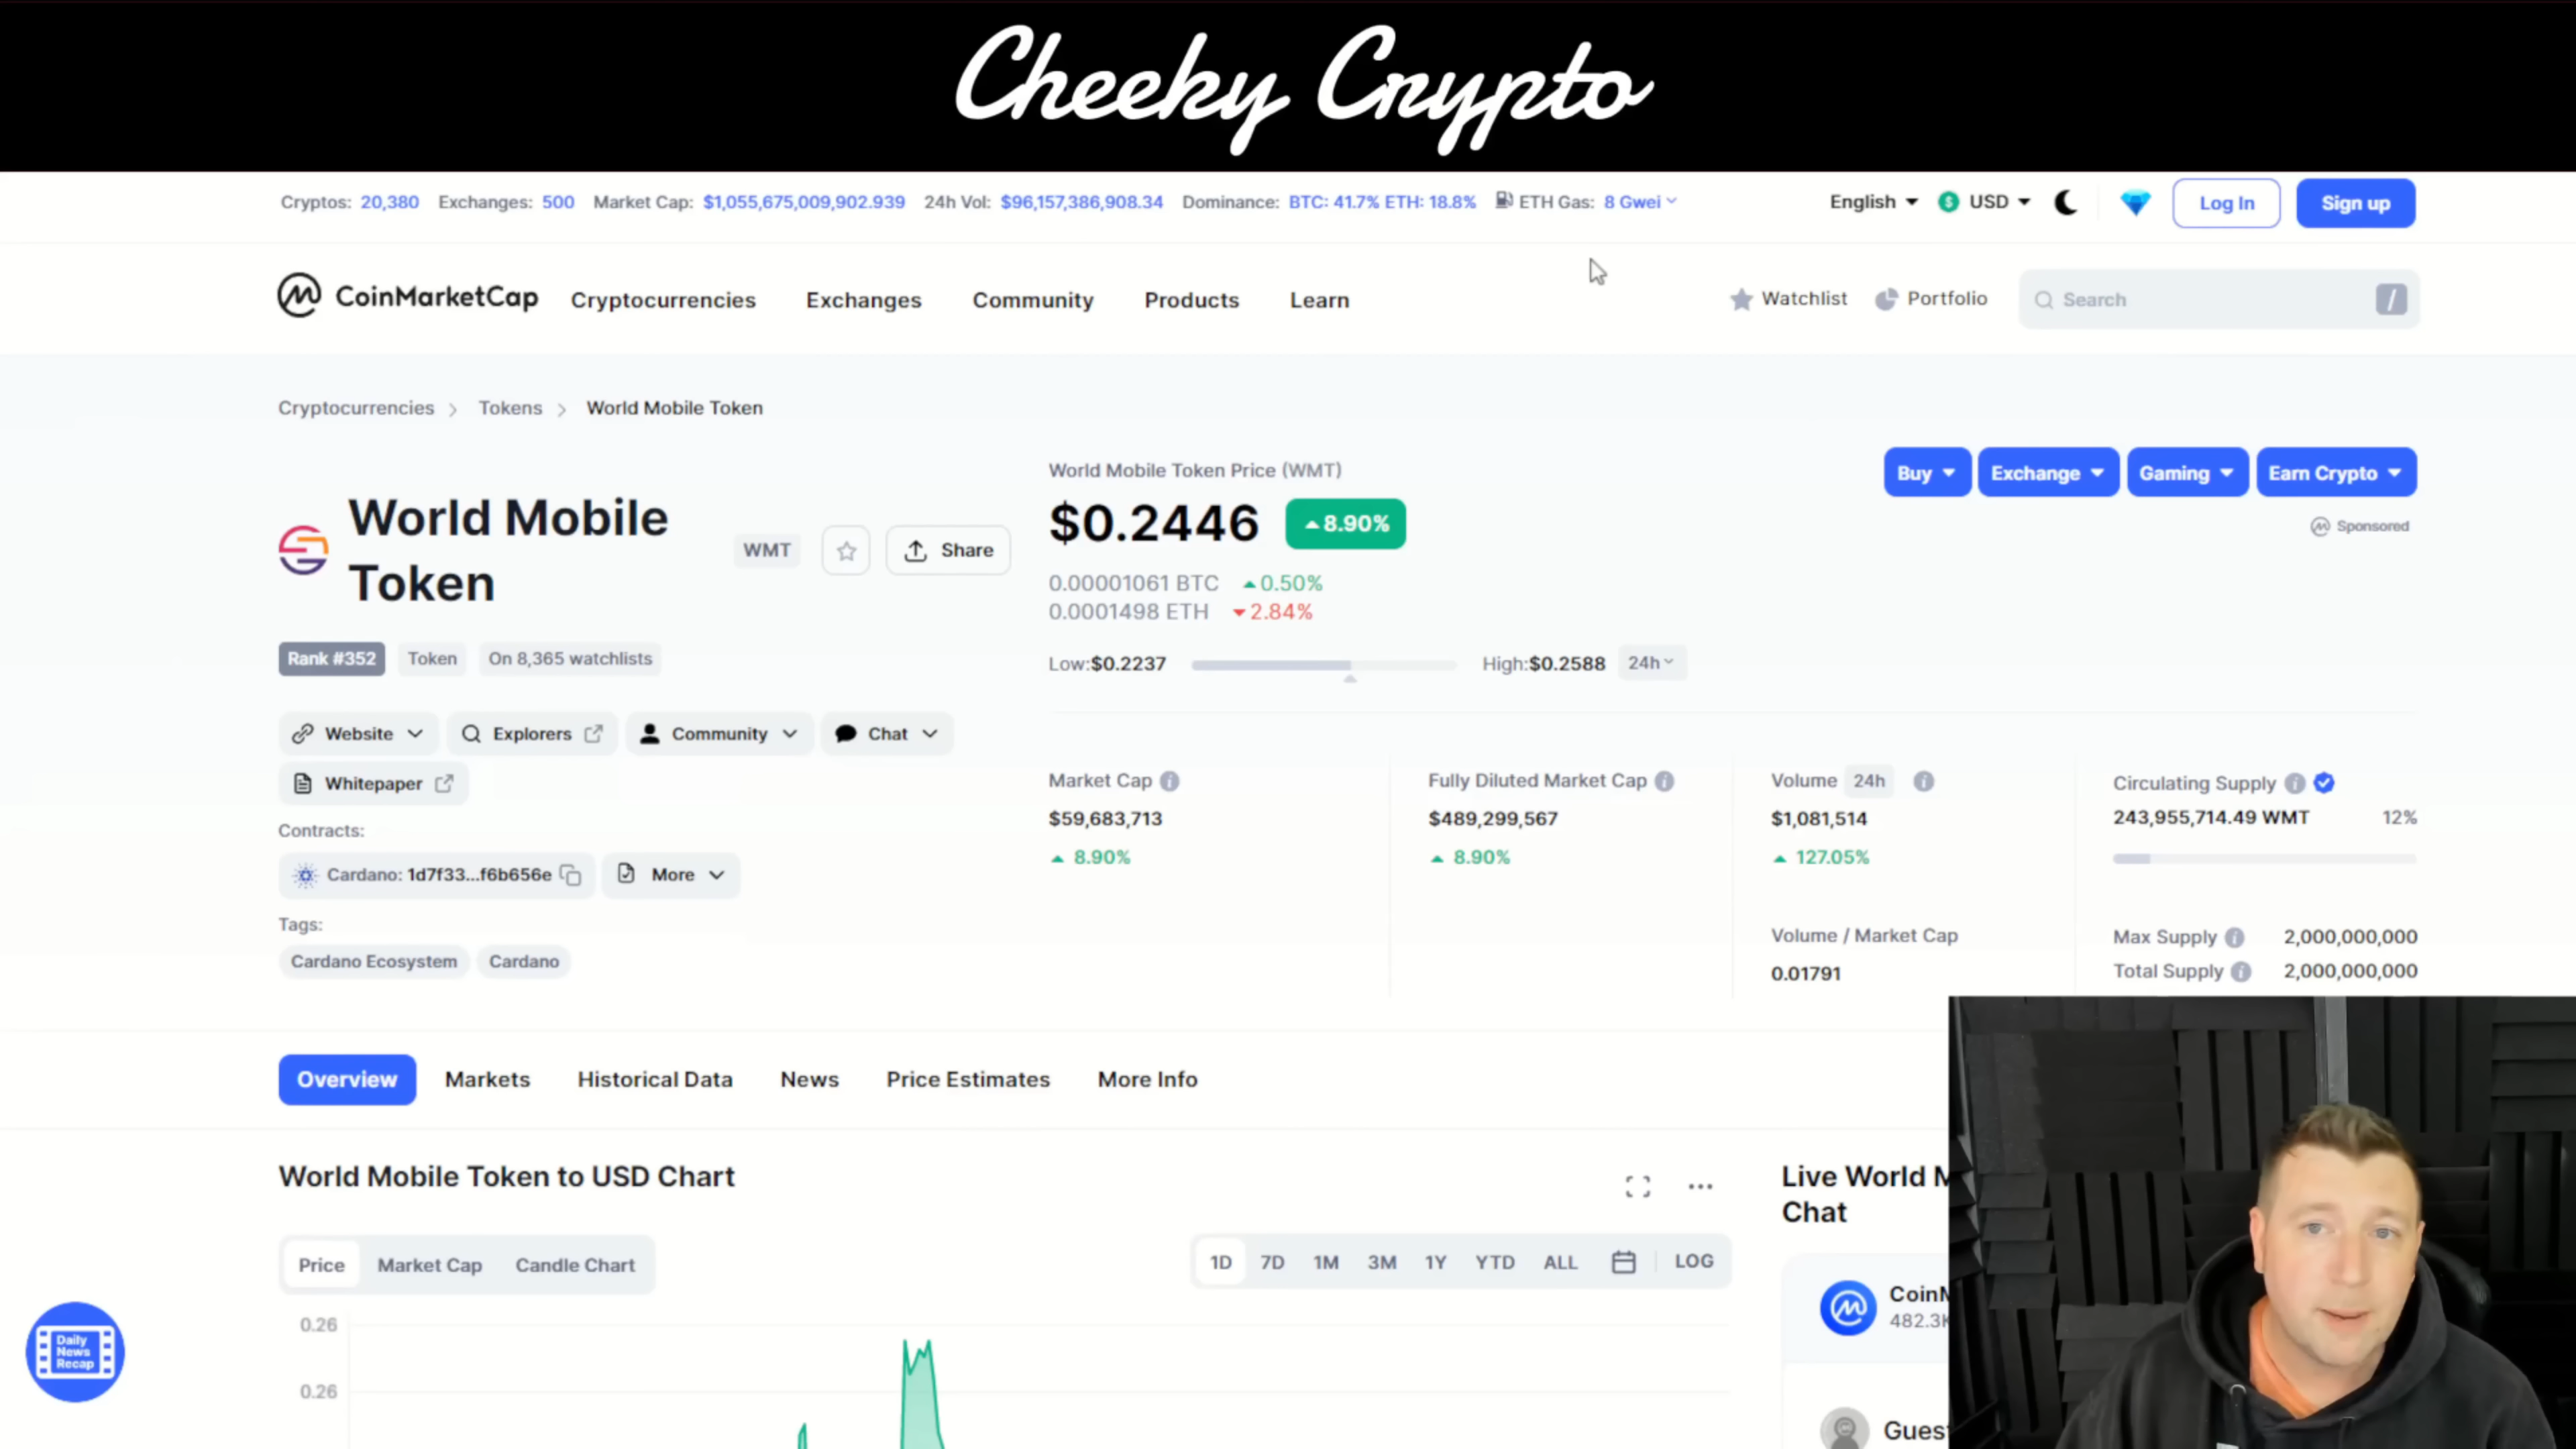 Cheeky Crypto
Cryptos: 20,380 Exchanges: 500 Market Cap: $1,055,675,009,902.939 24h Vol: $96,157,386,908.34 Dominance: BTC: 41.7% ETH: 18.8% ETH Gas: 8 Gwei English USD Log In Sign up
CoinMarketCap Cryptocurrencies Exchanges Community Products Learn Watchlist Portfolio Search /
Cryptocurrencies > Tokens > World Mobile Token
World Mobile Token WMT Share
Rank #352 Token On 8,365 watchlists
Website Explorers Community Chat
Whitepaper
Contracts:
Cardano: 1d7f33...f6b656e More
Tags:
Cardano Ecosystem Cardano
World Mobile Token Price (WMT)
$0.2446 8.90%
0.00001061 BTC 0.50%
0.0001498 ETH 2.84%
Low:$0.2237 High:$0.2588 24h
Buy Exchange Gaming Earn Crypto
Sponsored
Market Cap
$59,683,713
8.90%
Fully Diluted Market Cap
$489,299,567
8.90%
Volume 24h
$1,081,514
127.05%
Volume / Market Cap
0.01791
Circulating Supply
243,955,714.49 WMT 12%
Max Supply 2,000,000,000
Total Supply 2,000,000,000
Overview Markets Historical Data News Price Estimates More Info
World Mobile Token to USD Chart
Price Market Cap Candle Chart 1D 7D 1M 3M 1Y YTD ALL LOG
0.26
0.26
Live World M
Chat
CoinM
482.3K
Gues
Daily
News
Recap